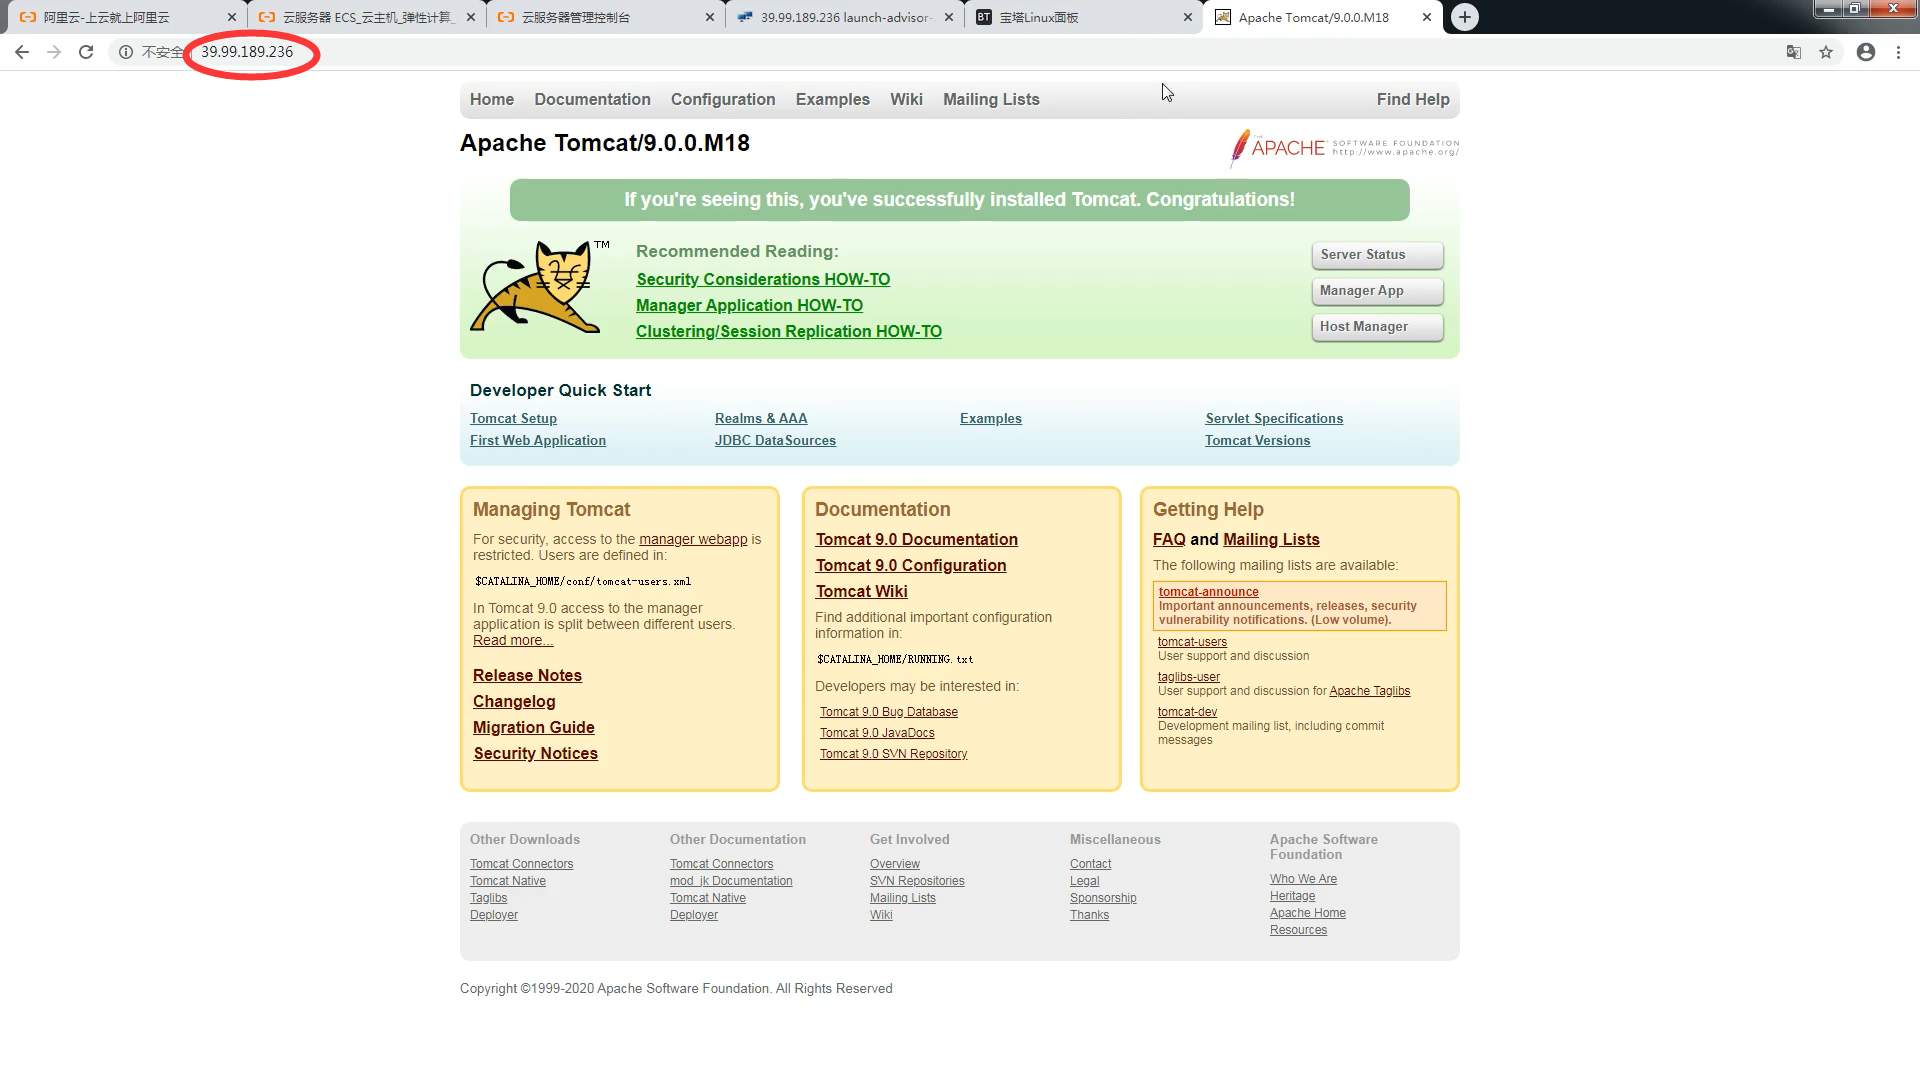 阿里云-上云就上阿里云
云服务器 ECS_云主机_弹性计算_
云服务器管理控制台
39.99.189.236 launch-advisor-
BT 宝塔Linux面板
Apache Tomcat/9.0.0.M18
不安全 39.99.189.236
Home Documentation Configuration Examples Wiki Mailing Lists Find Help
Apache Tomcat/9.0.0.M18
THE APACHE SOFTWARE FOUNDATION
http://www.apache.org/
If you're seeing this, you've successfully installed Tomcat. Congratulations!
TM
Recommended Reading:
Security Considerations HOW-TO
Manager Application HOW-TO
Clustering/Session Replication HOW-TO
Server Status
Manager App
Host Manager
Developer Quick Start
Tomcat Setup
First Web Application
Realms & AAA
JDBC DataSources
Examples
Servlet Specifications
Tomcat Versions
Managing Tomcat
For security, access to the manager webapp is
restricted. Users are defined in:
$CATALINA_HOME/conf/tomcat-users.xml
In Tomcat 9.0 access to the manager
application is split between different users.
Read more...
Release Notes
Changelog
Migration Guide
Security Notices
Documentation
Tomcat 9.0 Documentation
Tomcat 9.0 Configuration
Tomcat Wiki
Find additional important configuration
information in:
$CATALINA_HOME/RUNNING.txt
Developers may be interested in:
Tomcat 9.0 Bug Database
Tomcat 9.0 JavaDocs
Tomcat 9.0 SVN Repository
Getting Help
FAQ and Mailing Lists
The following mailing lists are available:
tomcat-announce
Important announcements, releases, security
vulnerability notifications. (Low volume).
tomcat-users
User support and discussion
taglibs-user
User support and discussion for Apache Taglibs
tomcat-dev
Development mailing list, including commit
messages
Other Downloads
Tomcat Connectors
Tomcat Native
Taglibs
Deployer
Other Documentation
Tomcat Connectors
mod_jk Documentation
Tomcat Native
Deployer
Get Involved
Overview
SVN Repositories
Mailing Lists
Wiki
Miscellaneous
Contact
Legal
Sponsorship
Thanks
Apache Software
Foundation
Who We Are
Heritage
Apache Home
Resources
Copyright ©1999-2020 Apache Software Foundation. All Rights Reserved